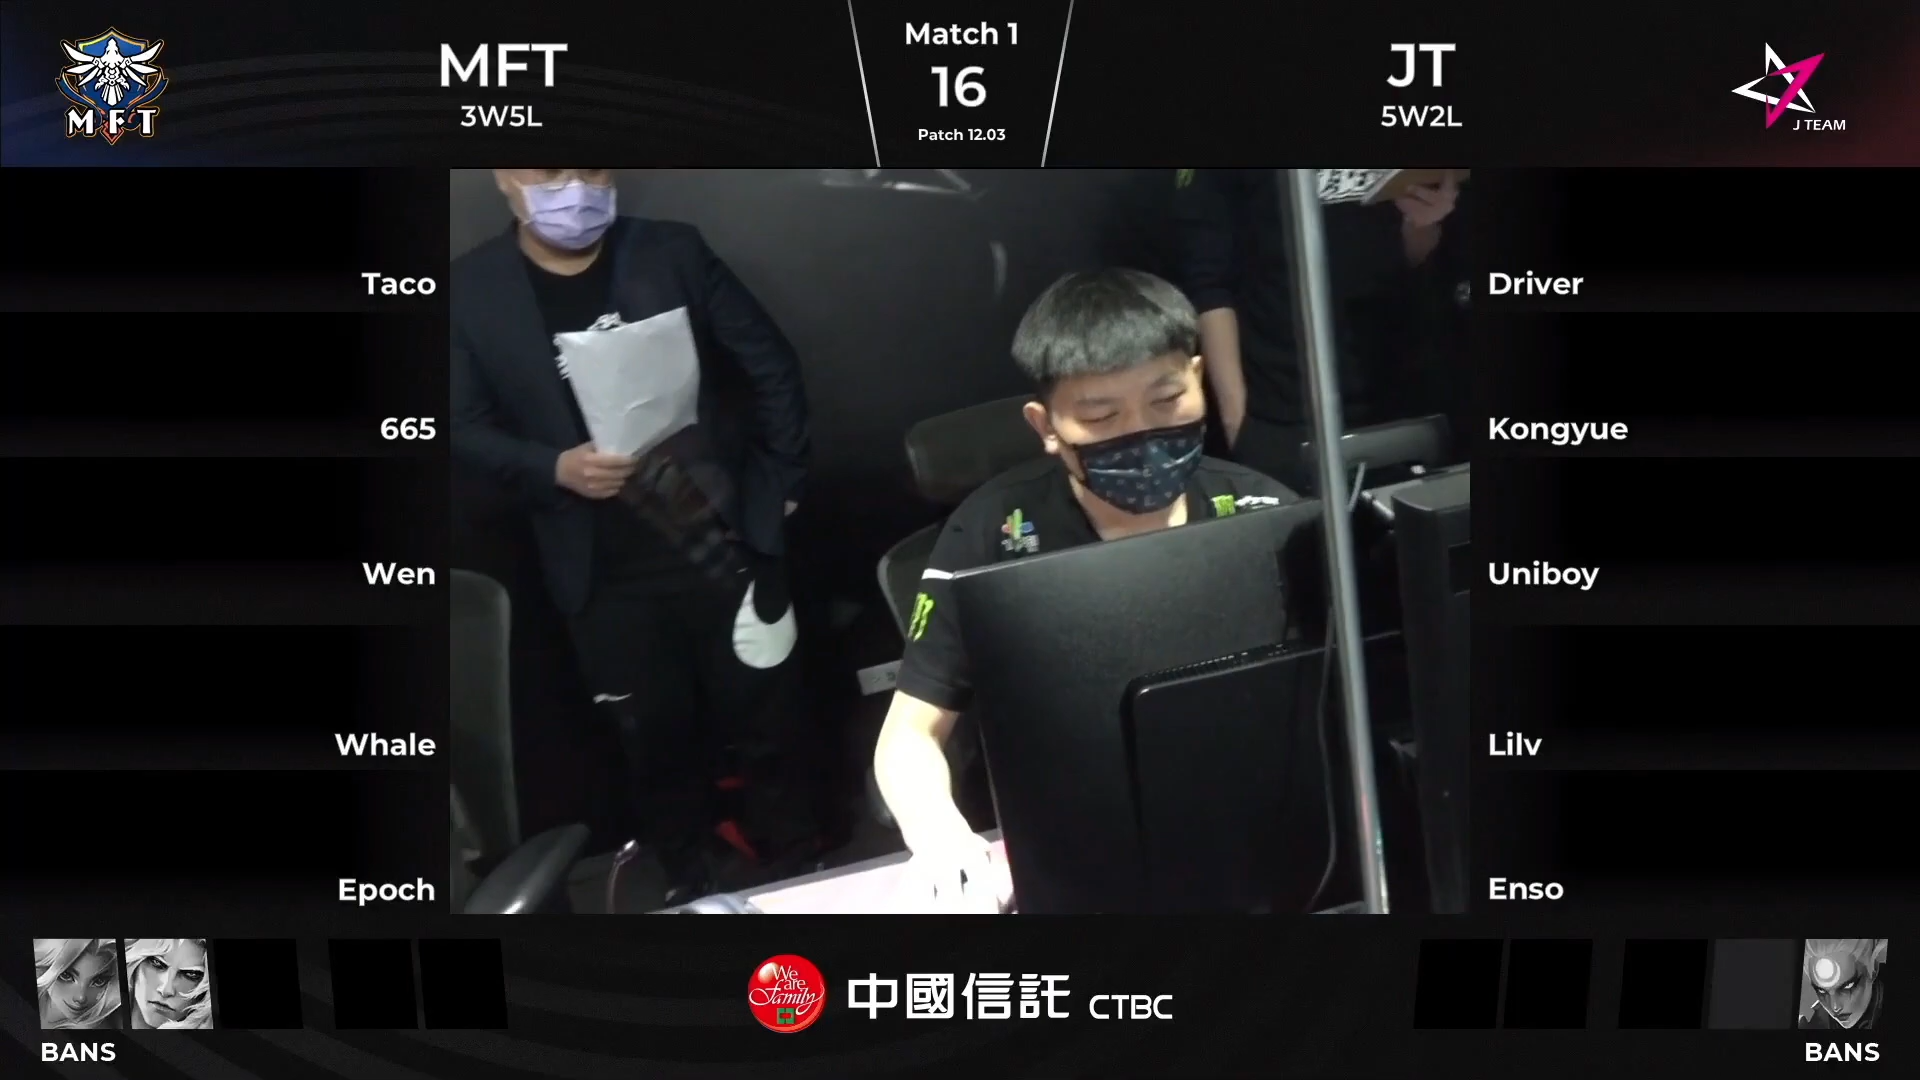 MFT
MFT
3W5L
Match 1
16
Patch 12.03
JT
5W2L
J TEAM
Taco
665
Wen
Whale
Epoch
Driver
Kongyue
Uniboy
Lilv
Enso
We are Family
中國信託 CTBC
BANS
BANS